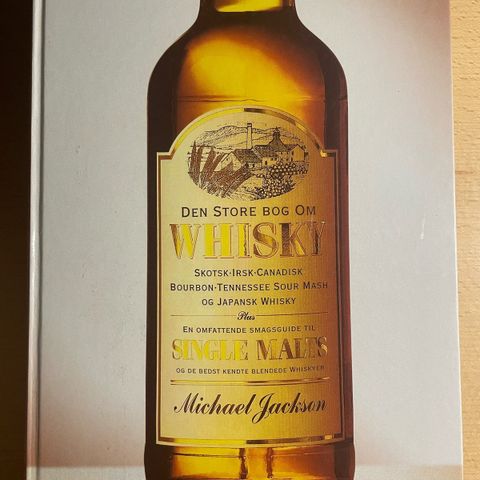 DEN STORE BOG OM
WHISKY
SKOTSK·IRSK·CANADISK
BOURBON·TENNESSEE SOUR MASH
OG JAPANSK WHISKY
Plus
EN OMFATTENDE SMAGSGUIDE TIL
SINGLE MALTS
OG DE BEDST KENDTE BLENDEDE WHISKYER
Michael Jackson